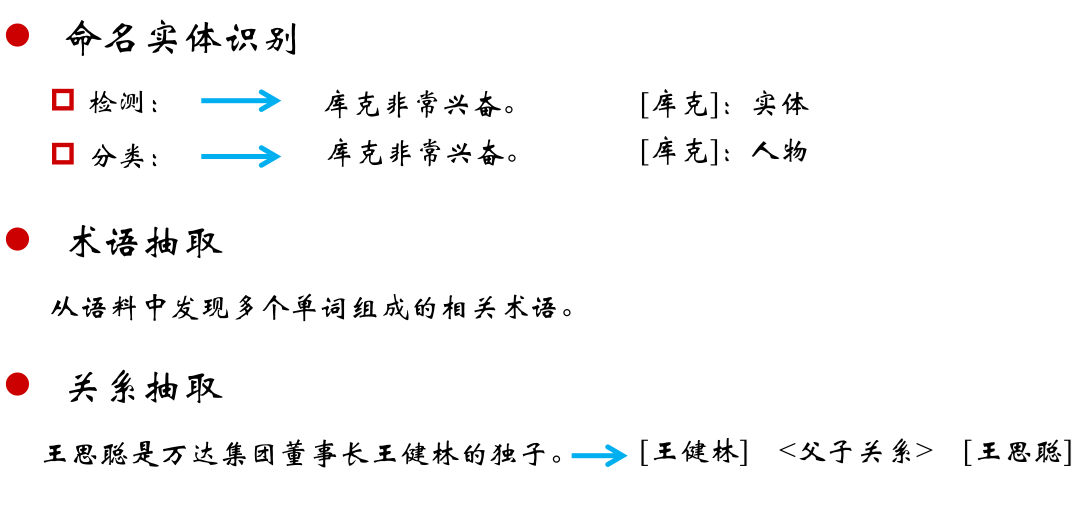 命名实体识别
检测： 库克非常兴奋。 [库克]：实体
分类： 库克非常兴奋。 [库克]：人物
术语抽取
从语料中发现多个单词组成的相关术语。
关系抽取
王思聪是万达集团董事长王健林的独子。 [王健林] <父子关系> [王思聪]